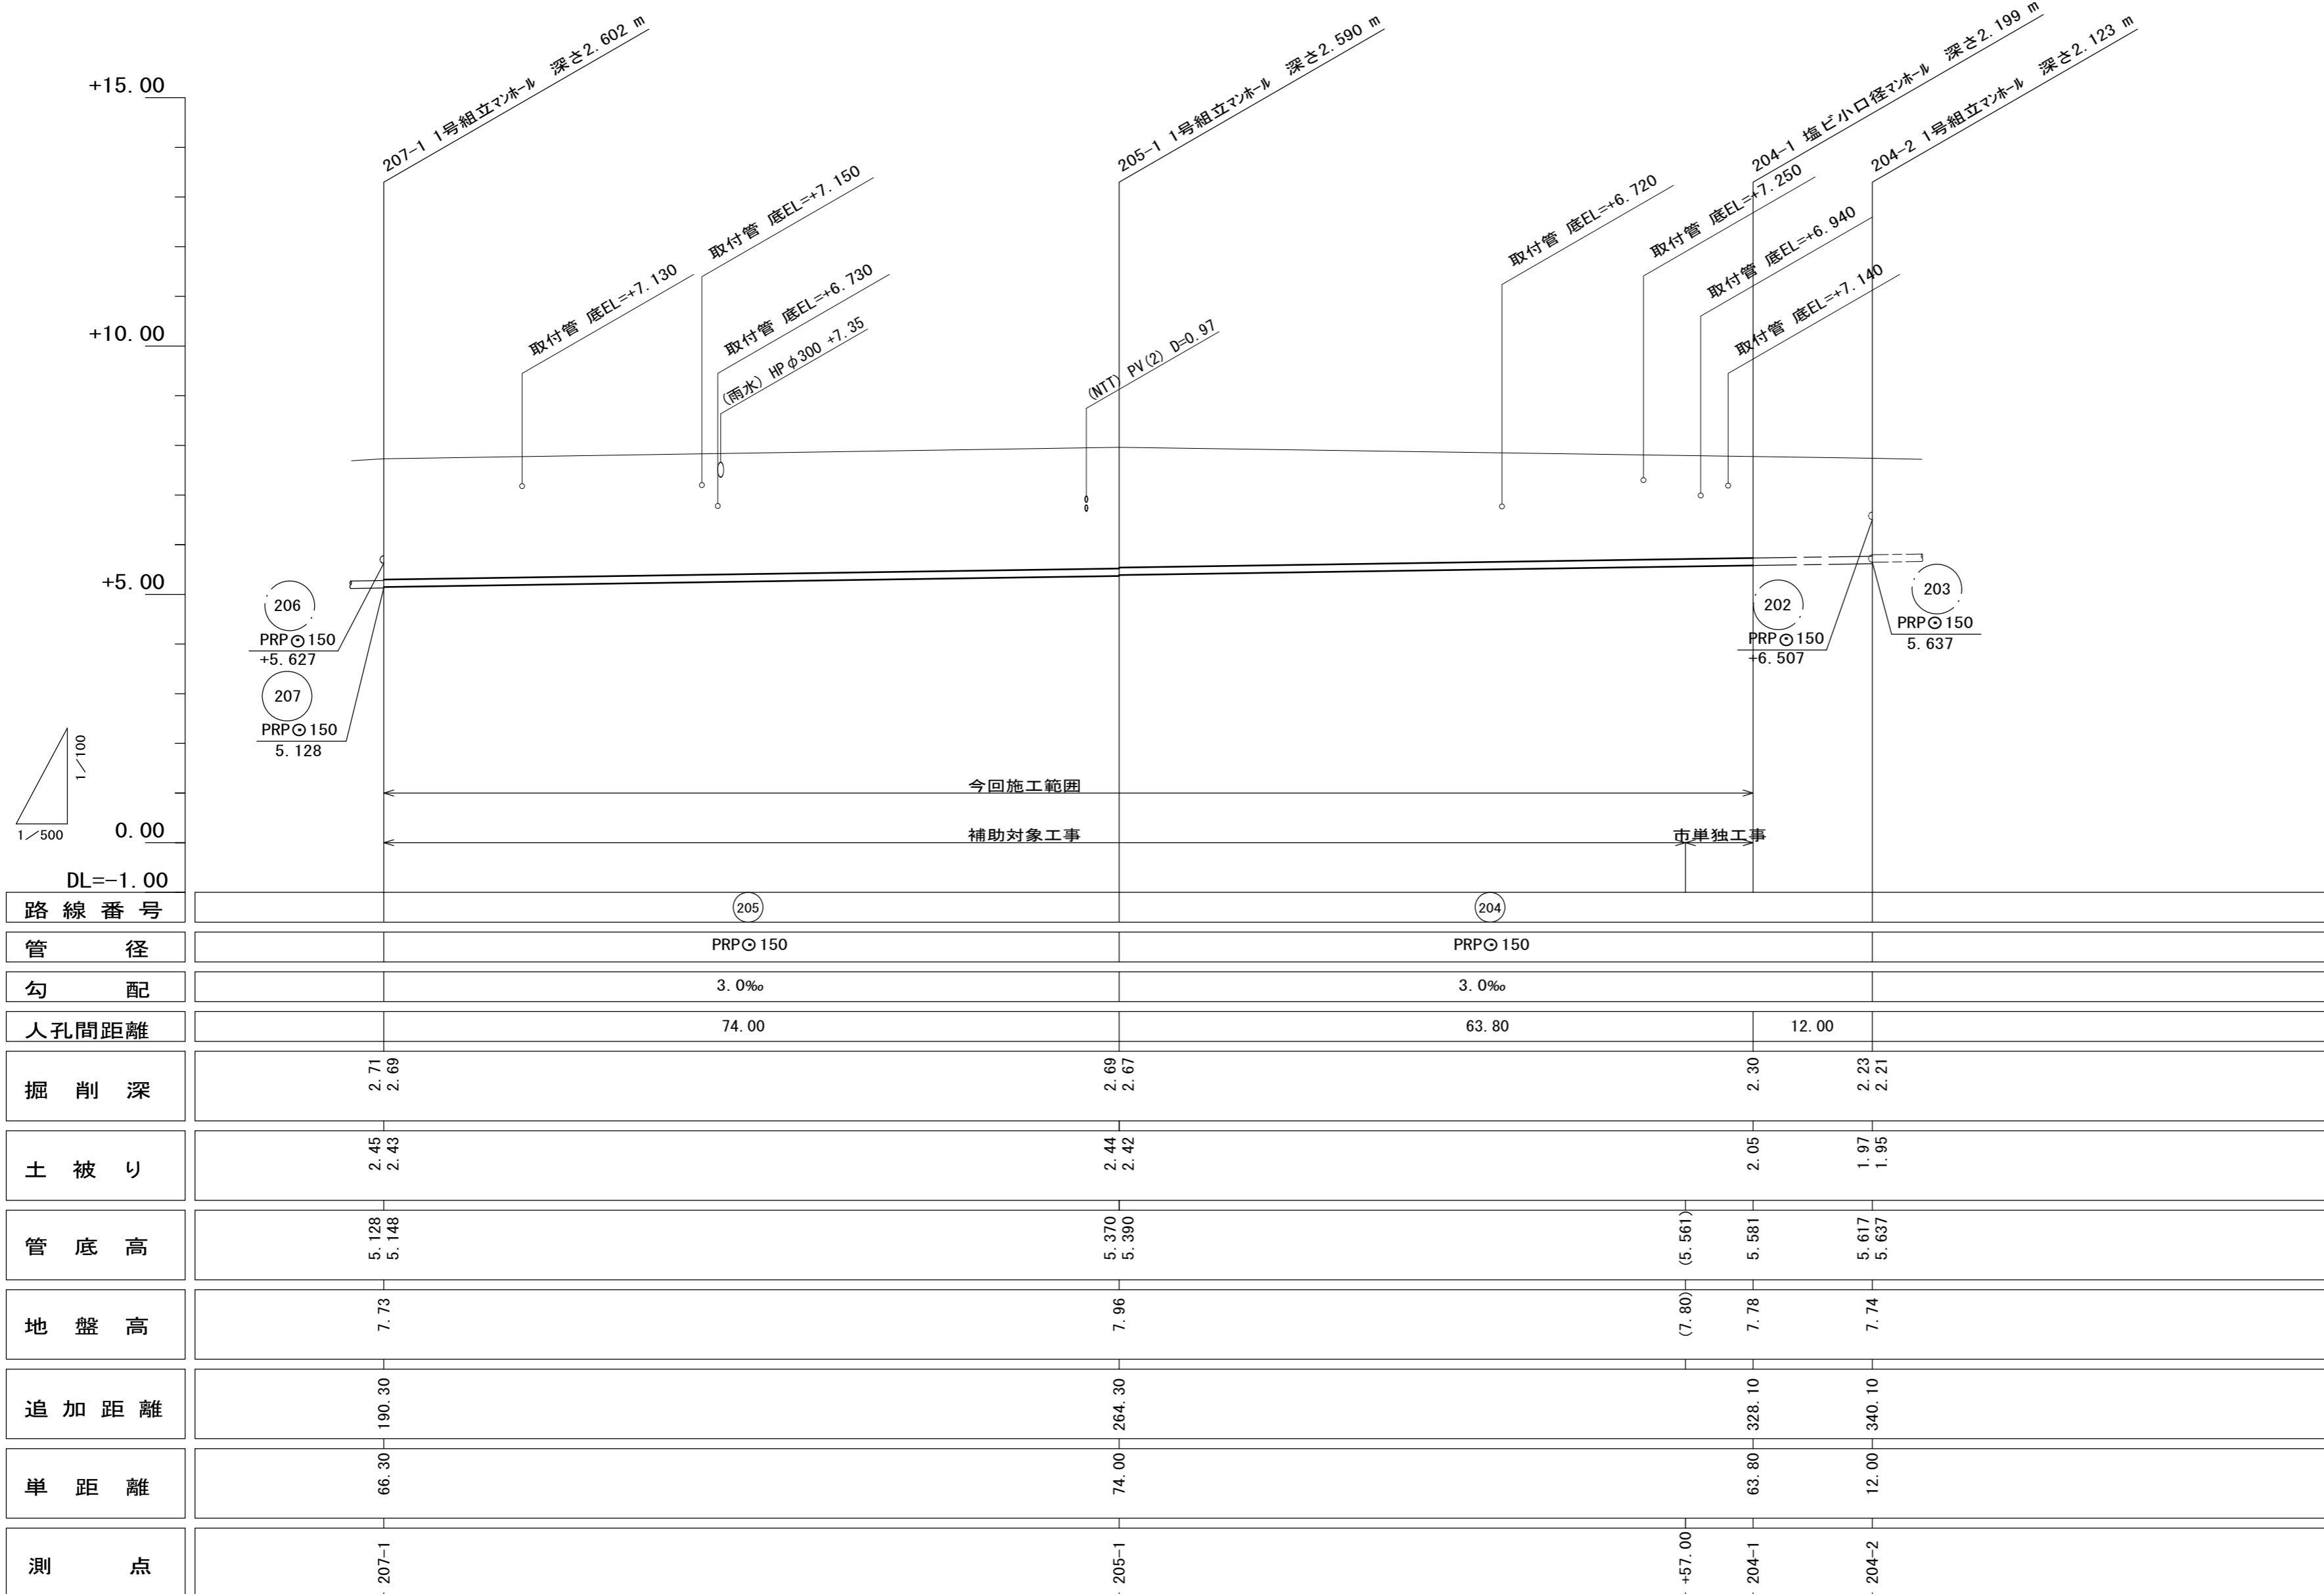 207-1 1号組立マンホール 深さ2.602 m
205-1 1号組立マンホール 深さ2.590 m
204-1 塩ビ小口径マンホール 深さ2.199 m
204-2 1号組立マンホール 深さ2.123 m
+15.00
取付管 底EL=+7.130
取付管 底EL=+7.150
取付管 底EL=+6.730
(雨水) HPφ300 +7.35
(NTT) PV(2) D=0.97
取付管 底EL=+6.720
取付管 底EL=+7.250
取付管 底EL=+6.940
取付管 底EL=+7.140
+10.00
+5.00
206
PRP⊙150
+5.627
207
PRP⊙150
5.128
202
PRP⊙150
+6.507
203
PRP⊙150
5.637
1/100
1/500
今回施工範囲
0.00
補助対象工事
市単独工事
DL=-1.00
路線番号 205 204
管径 PRP⊙150 PRP⊙150
勾配 3.0‰ 3.0‰
人孔間距離 74.00 63.80 12.00
掘削深 2.71 2.69 2.69 2.67 2.30 2.23 2.21
土被り 2.45 2.43 2.44 2.42 2.05 1.97 1.95
管底高 5.128 5.148 5.370 5.390 (5.561) 5.581 5.617 5.637
地盤高 7.73 7.96 (7.80) 7.78 7.74
追加距離 190.30 264.30 328.10 340.10
単距離 66.30 74.00 63.80 12.00
測点 207-1 205-1 +57.00 204-1 204-2